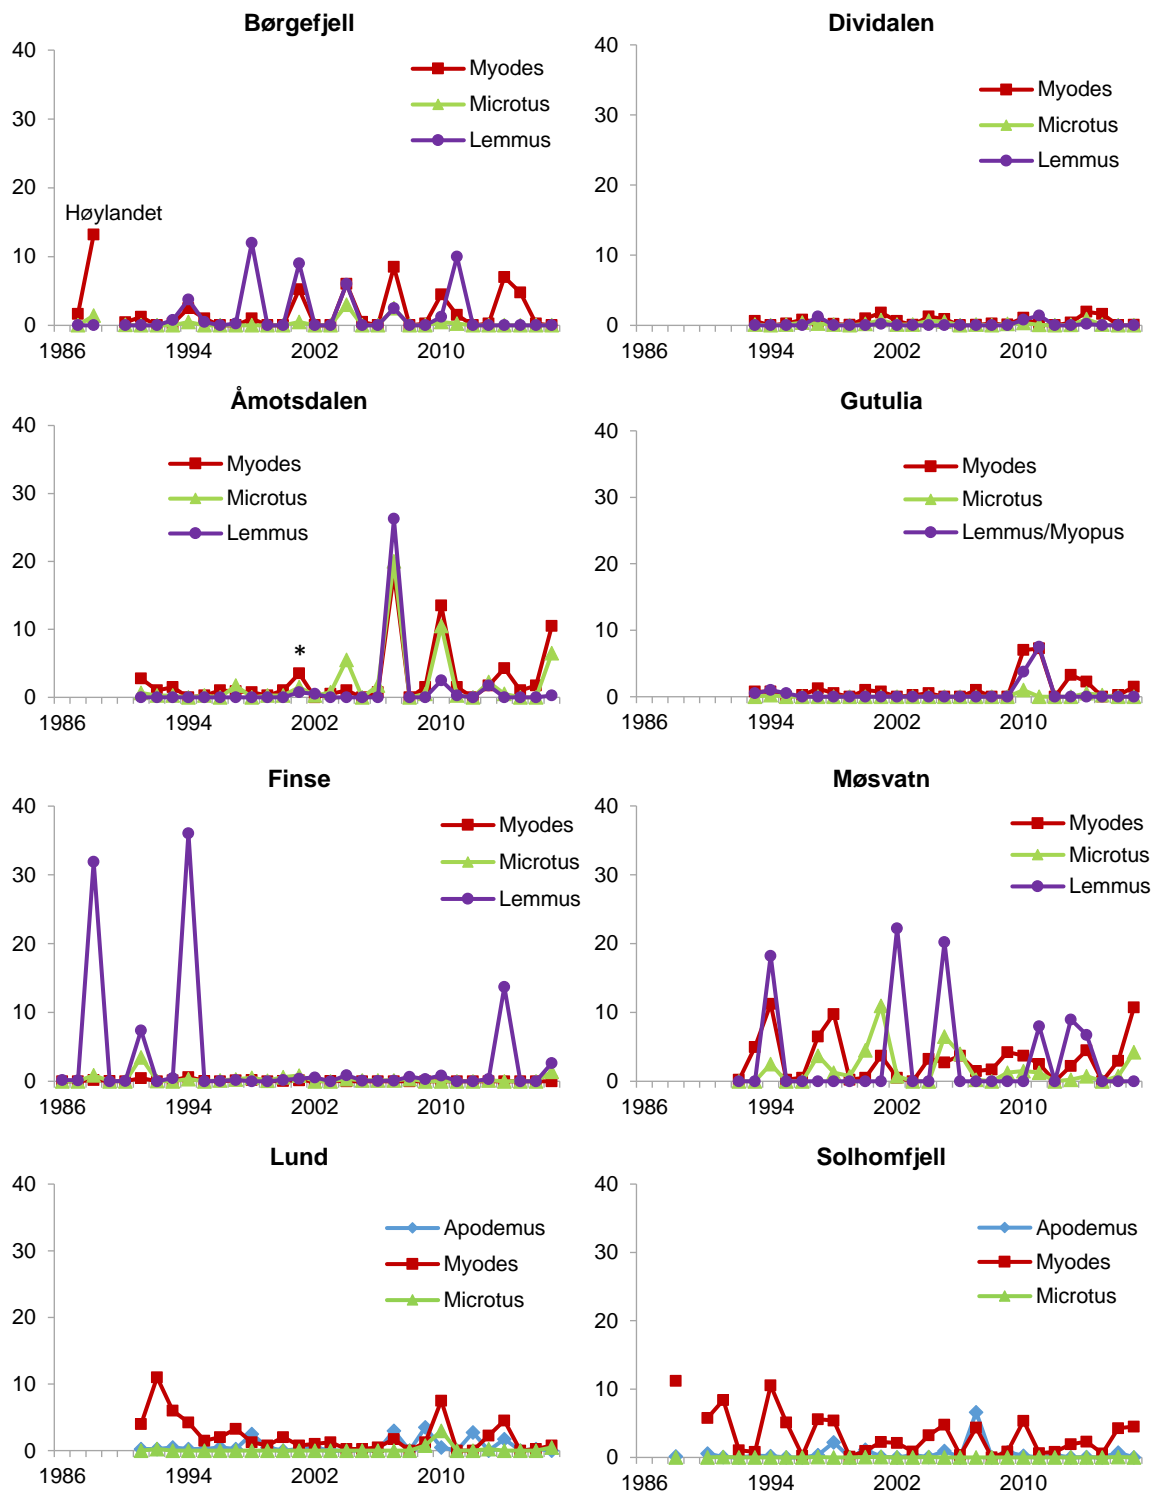 Børgefjell
40
30
20
10
0
Høylandet
Myodes
Microtus
Lemmus
1986
1994
2002
2010
Dividalen
40
30
20
10
0
Myodes
Microtus
Lemmus
1986
1994
2002
2010
Åmotsdalen
40
30
20
10
0
Myodes
Microtus
Lemmus
*
1986
1994
2002
2010
Gutulia
40
30
20
10
0
Myodes
Microtus
Lemmus/Myopus
1986
1994
2002
2010
Finse
40
30
20
10
0
Myodes
Microtus
Lemmus
1986
1994
2002
2010
Møsvatn
40
30
20
10
0
Myodes
Microtus
Lemmus
1986
1994
2002
2010
Lund
40
30
20
10
0
Apodemus
Myodes
Microtus
1986
1994
2002
2010
Solhomfjell
40
30
20
10
0
Apodemus
Myodes
Microtus
1986
1994
2002
2010